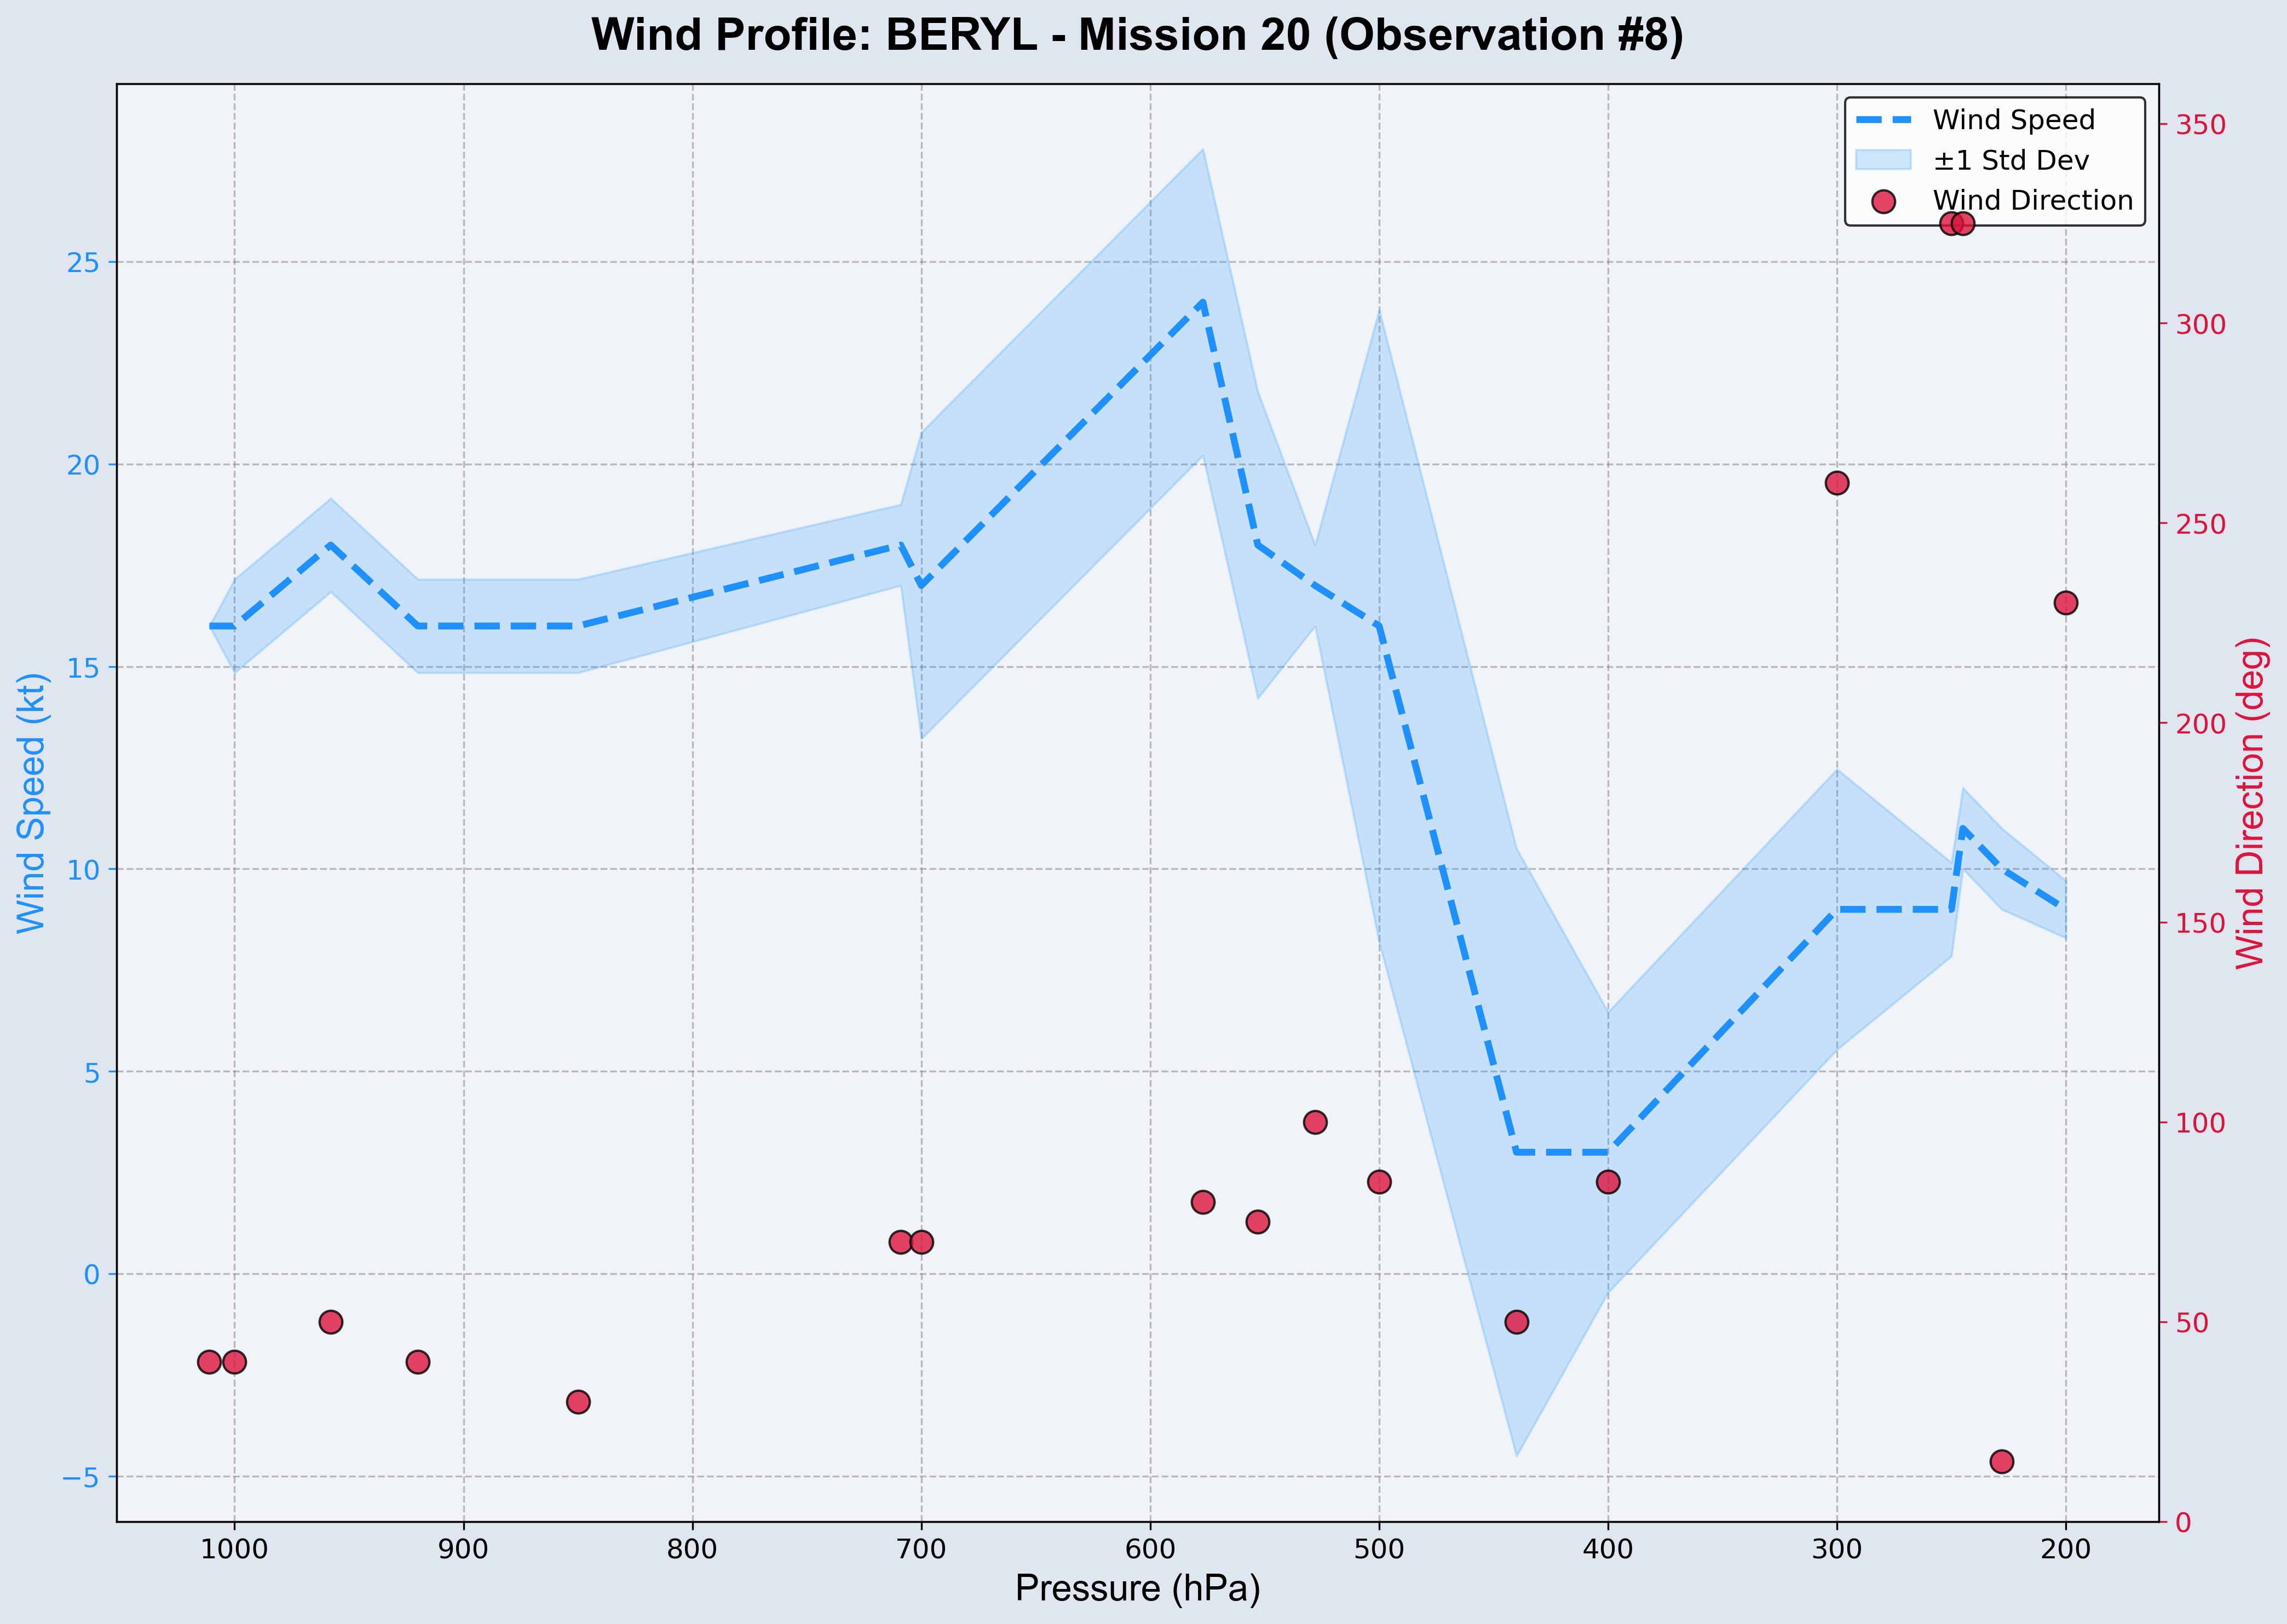 Wind Profile: BERYL - Mission 20 (Observation #8)
Wind Speed
±1 Std Dev
Wind Direction
25
20
15
10
5
0
−5
Wind Speed (kt)
350
300
250
200
150
100
50
0
Wind Direction (deg)
1000 900 800 700 600 500 400 300 200
Pressure (hPa)